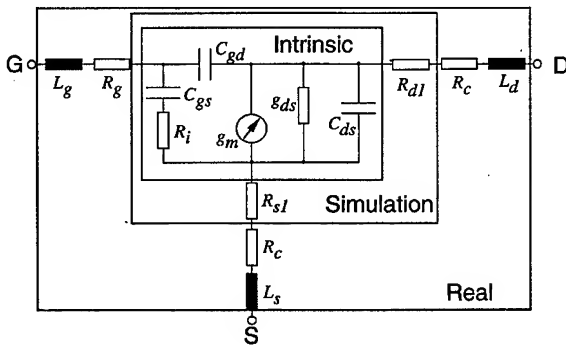 Intrinsic
G
D
L_g
R_g
C_gd
C_gs
R_i
g_m
g_ds
C_ds
R_d1
R_c
L_d
R_s1
Simulation
R_c
L_s
Real
S